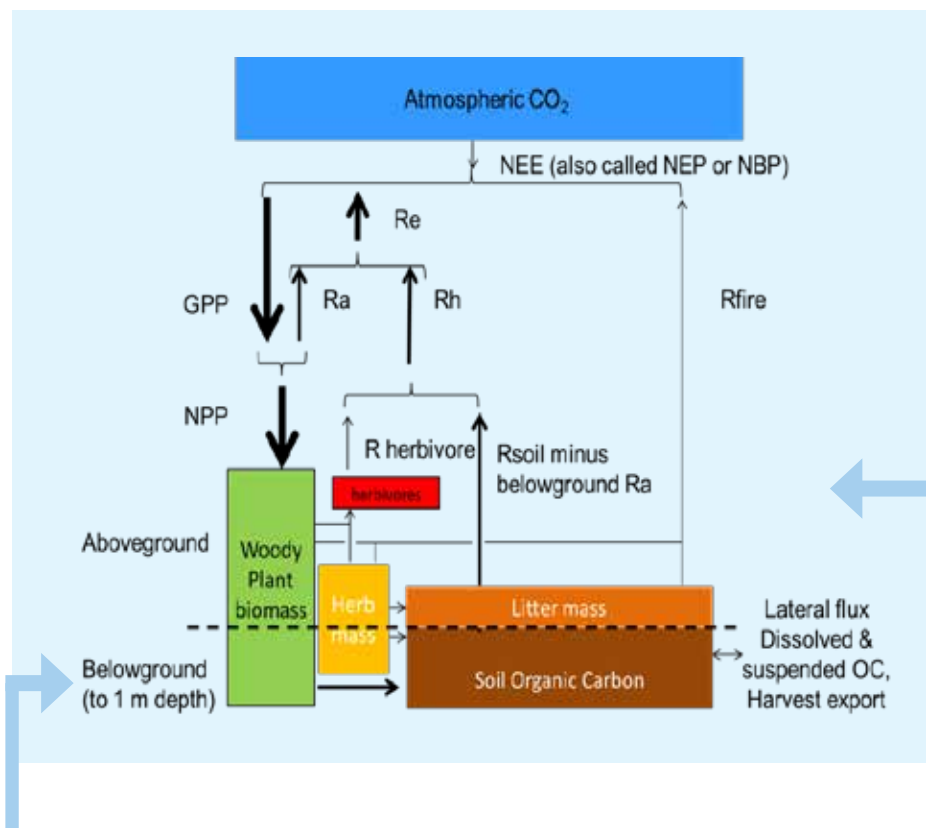 Atmospheric CO₂
NEE (also called NEP or NBP)
Re
GPP
Ra
Rh
Rfire
NPP
R herbivore
Rsoil minus
belowground Ra
herbivores
Aboveground
Woody
Plant
biomass
Herb
mass
Litter mass
Lateral flux
Dissolved &
suspended OC,
Harvest export
Belowground
(to 1 m depth)
Soil Organic Carbon